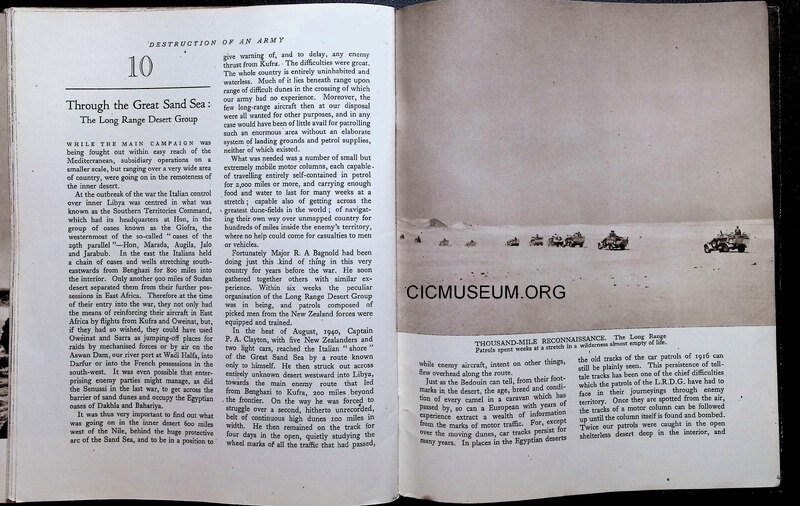 DESTRUCTION OF AN ARMY
10
Through the Great Sand Sea:
The Long Range Desert Group
WHILE THE MAIN CAMPAIGN was
being fought out within easy reach of the
Mediterranean, subsidiary operations on a
smaller scale, but ranging over a very wide area
of country, were going on in the remoteness of
the inner desert.
At the outbreak of the war the Italian control
over inner Libya was centred in what was
known as the Southern Territories Command,
which had its headquarters at Hon, in the
group of oases known as the Giofra, the
westernmost of the so-called "oases of the
29th parallel"—Hon, Marada, Augila, Jalo
and Jarabub. In the east the Italians held
a chain of oases and wells stretching south-
eastwards from Benghazi for 800 miles into
the interior. Only another 900 miles of Sudan
desert separated them from their further pos-
sessions in East Africa. Therefore at the time
of their entry into the war, they not only had
the means of reinforcing their aircraft in East
Africa by flights from Kufra and Oweinat, but,
if they had so wished, they could have used
Oweinat and Sarra as jumping-off places for
raids by mechanised forces or by air on the
Aswan Dam, our river port at Wadi Halfa, into
Darfur or into the French possessions in the
south-west. It was even possible that enter-
prising enemy parties might manage, as did
the Senussi in the last war, to get across the
barrier of sand dunes and occupy the Egyptian
oases of Dakhla and Bahariya.
It was thus very important to find out what
was going on in the inner desert 600 miles
west of the Nile, behind the huge protective
arc of the Sand Sea, and to be in a position to
give warning of, and to delay, any enemy
thrust from Kufra. The difficulties were great.
The whole country is entirely uninhabited and
waterless. Much of it lies beneath range upon
range of difficult dunes in the crossing of which
our army had no experience. Moreover, the
few long-range aircraft then at our disposal
were all wanted for other purposes, and in any
case would have been of little avail for patrolling
such an enormous area without an elaborate
system of landing grounds and petrol supplies,
neither of which existed.
What was needed was a number of small but
extremely mobile motor columns, each capable
of travelling entirely self-contained in petrol
for 2,000 miles or more, and carrying enough
food and water to last for many weeks at a
stretch; capable also of getting across the
greatest dune-fields in the world; of navigat-
ing their own way over unmapped country for
hundreds of miles inside the enemy's territory,
where no help could come for casualties to men
or vehicles.
Fortunately Major R. A Bagnold had been
doing just this kind of thing in this very
country for years before the war. He soon
gathered together others with similar ex-
perience. Within six weeks the peculiar
organisation of the Long Range Desert Group
was in being, and patrols composed of
picked men from the New Zealand forces were
equipped and trained.
In the heat of August, 1940, Captain
P. A. Clayton, with five New Zealanders and
two light cars, reached the Italian "shore"
of the Great Sand Sea by a route known
only to himself. He then struck out across
entirely unknown desert westward into Libya,
towards the main enemy route that led
from Benghazi to Kufra, 200 miles beyond
the frontier. On the way he was forced to
struggle over a second, hitherto unrecorded,
belt of continuous high dunes 100 miles in
width. He then remained on the track for
four days in the open, quietly studying the
wheel marks of all the traffic that had passed,
CICMUSEUM.ORG
THOUSAND-MILE RECONNAISSANCE. The Long Range
Patrols spent weeks at a stretch in a wilderness almost empty of life.
while enemy aircraft, intent on other things,
flew overhead along the route.
Just as the Bedouin can tell, from their foot-
marks in the desert, the age, breed and condi-
tion of every camel in a caravan which has
passed by, so can a European with years of
experience extract a wealth of information
from the marks of motor traffic. For, except
over the moving dunes, car tracks persist for
many years. In places in the Egyptian deserts
the old tracks of the car patrols of 1916 can
still be plainly seen. This persistence of tell-
tale tracks has been one of the chief difficulties
which the patrols of the L.R.D.G. have had to
face in their journeyings through enemy
territory. Once they are spotted from the air,
the tracks of a motor column can be followed
up until the column itself is found and bombed.
Twice our patrols were caught in the open
shelterless desert deep in the interior, and